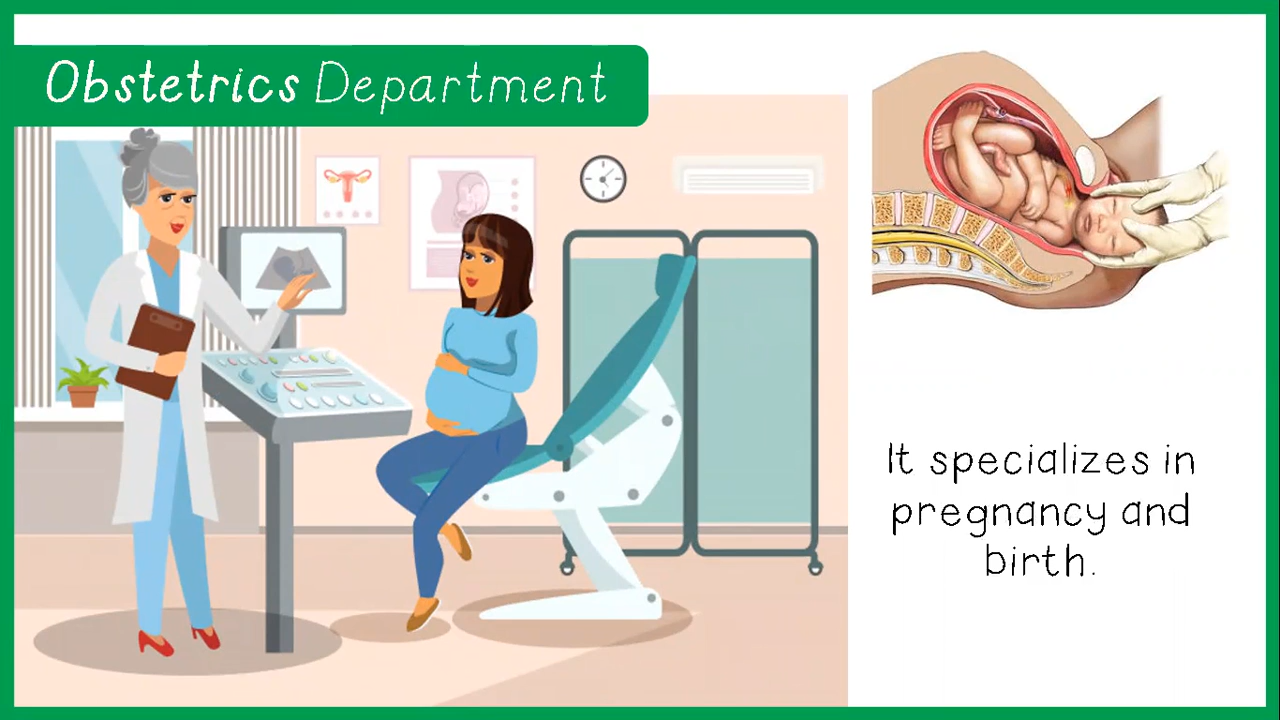 Obstetrics Department
It specializes in
pregnancy and
birth.